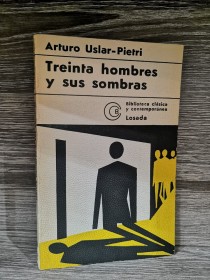 Arturo Uslar-Pietri
Treinta hombres
y sus sombras
Biblioteca clásica
y contemporánea
Losada